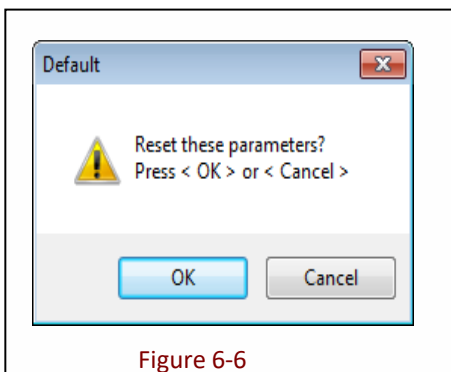 Default
Reset these parameters?
Press < OK > or < Cancel >
OK
Cancel
Figure 6-6